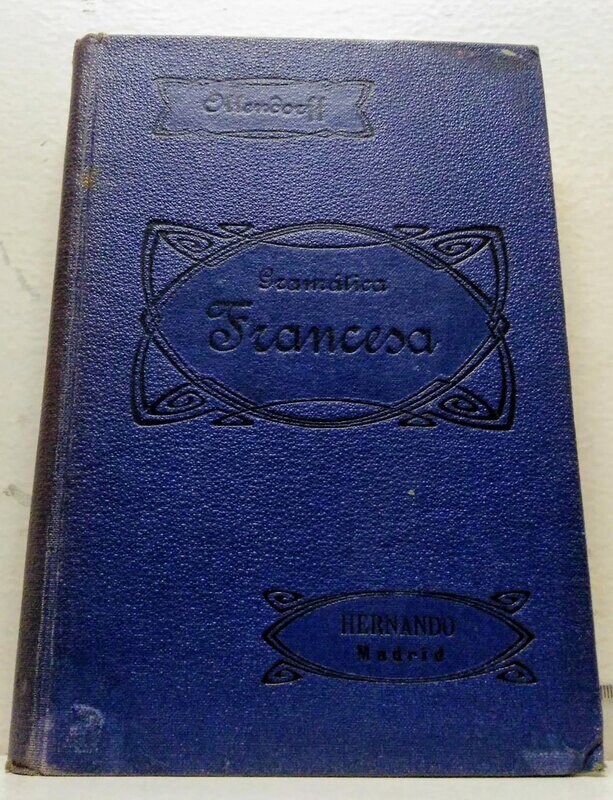 Ollendorff
Gramática
Francesa
HERNANDO
Madrid